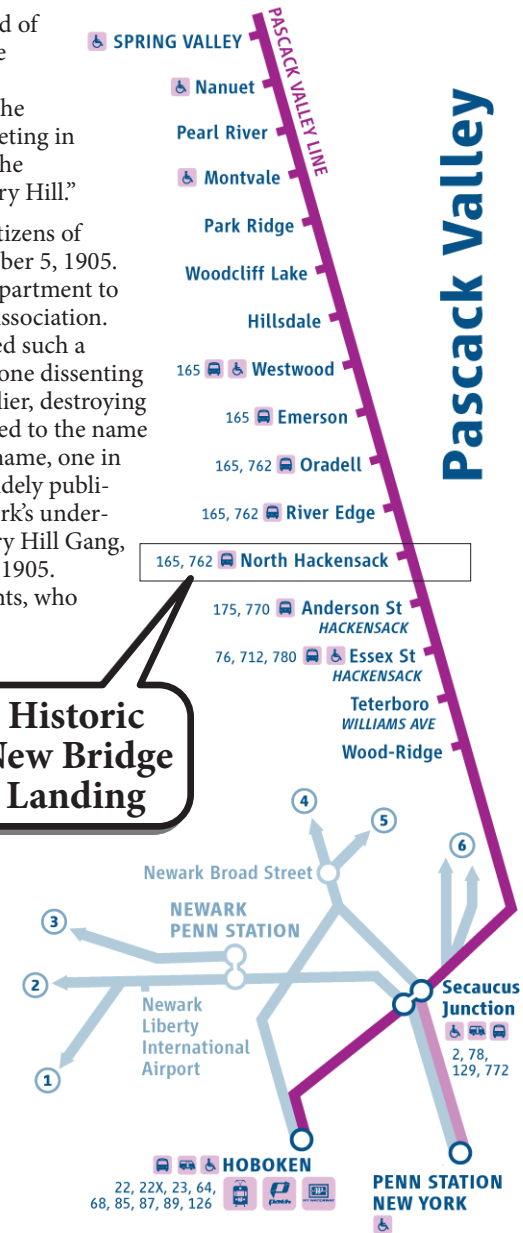 d of
e
he
eting in
he
ry Hill.”
tizens of
ber 5, 1905.
partment to
ssociation.
ed such a
one dissenting
lier, destroying
ed to the name
name, one in
idely publi-
rk’s under-
ry Hill Gang,
1905.
nts, who
Historic
New Bridge
Landing
Pascack Valley
PASCACK VALLEY LINE
SPRING VALLEY
Nanuet
Pearl River
Montvale
Park Ridge
Woodcliff Lake
Hillsdale
165 Westwood
165 Emerson
165, 762 Oradell
165, 762 River Edge
165, 762 North Hackensack
175, 770 Anderson St
HACKENSACK
76, 712, 780 Essex St
HACKENSACK
Teterboro
WILLIAMS AVE
Wood-Ridge
4
5
6
Newark Broad Street
NEWARK
PENN STATION
3
2
1
Newark
Liberty
International
Airport
Secaucus
Junction
2, 78,
129, 772
HOBOKEN
22, 22X, 23, 64,
68, 85, 87, 89, 126
path
PENN STATION
NEW YORK